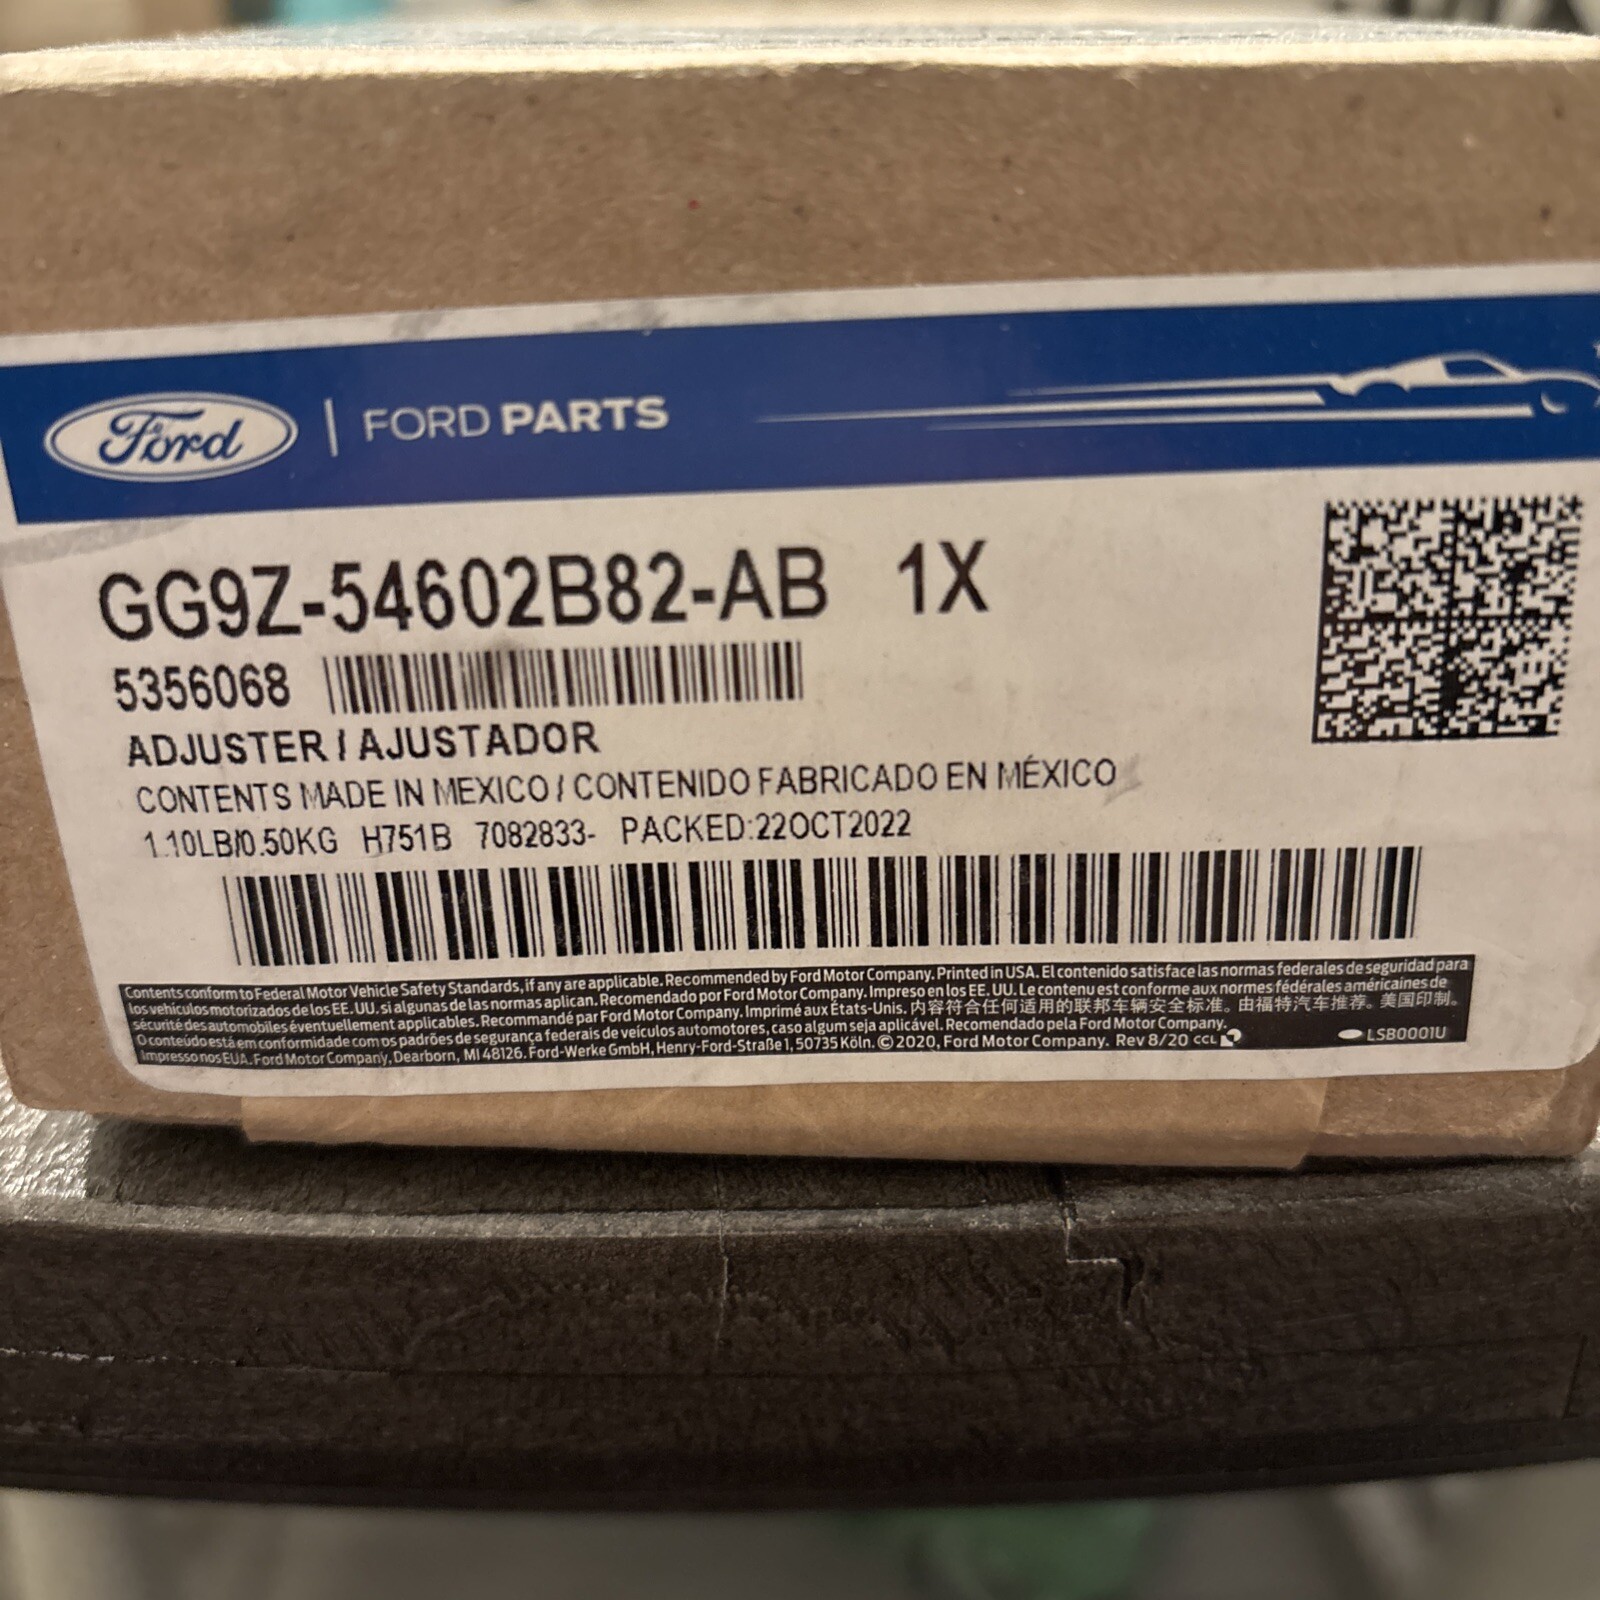 Ford | FORD PARTS
GG9Z-54602B82-AB 1X
5356068
ADJUSTER / AJUSTADOR
CONTENTS MADE IN MEXICO / CONTENIDO FABRICADO EN MÉXICO
1.10LB/0.50KG H751B 7082833- PACKED:22OCT2022
Contents conform to Federal Motor Vehicle Safety Standards, if any are applicable. Recommended by Ford Motor Company. Printed in USA. El contenido satisface las normas federales de seguridad para
los vehículos motorizados de los EE. UU. si algunas de las normas aplican. Recomendado por Ford Motor Company. Impreso en los EE. UU. Le contenu est conforme aux normes fédérales américaines de
sécurité des automobiles éventuellement applicables. Recommandé par Ford Motor Company. Imprimé aux États-Unis. 内容符合任何适用的联邦车辆安全标准。由福特汽车推荐。美国印制。
O conteúdo está em conformidade com os padrões de segurança federais de veículos automotores, caso algum seja aplicável. Recomendado pela Ford Motor Company.
Impresso nos EUA. Ford Motor Company, Dearborn, MI 48126. Ford-Werke GmbH, Henry-Ford-Straße 1, 50735 Köln. © 2020, Ford Motor Company. Rev 8/20 CCL LSB0001U